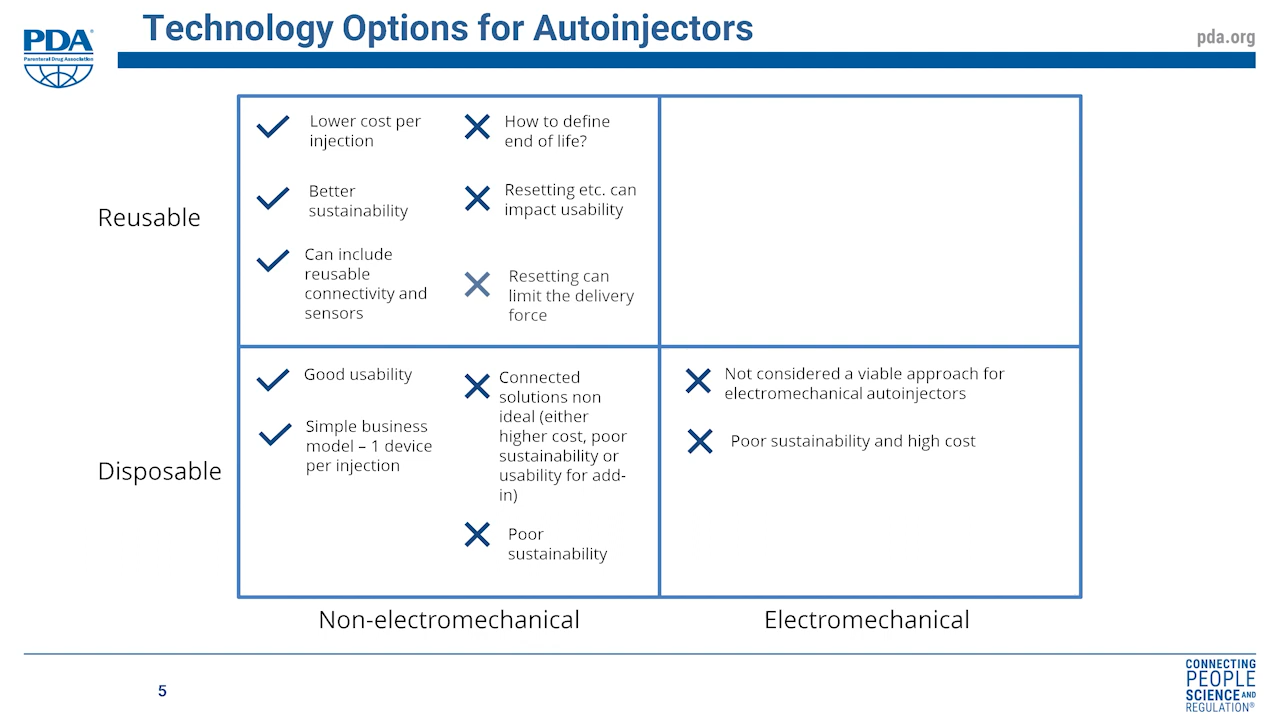 Technology Options for Autoinjectors
PDA®
Parenteral Drug Association
pda.org
Reusable
Lower cost per
injection
Better
sustainability
Can include
reusable
connectivity and
sensors
How to define
end of life?
Resetting etc. can
impact usability
Resetting can
limit the delivery
force
Disposable
Good usability
Simple business
model – 1 device
per injection
Connected
solutions non
ideal (either
higher cost, poor
sustainability or
usability for add-
in)
Poor
sustainability
Not considered a viable approach for
electromechanical autoinjectors
Poor sustainability and high cost
Non-electromechanical
Electromechanical
5
CONNECTING
PEOPLE
SCIENCE AND
REGULATION®